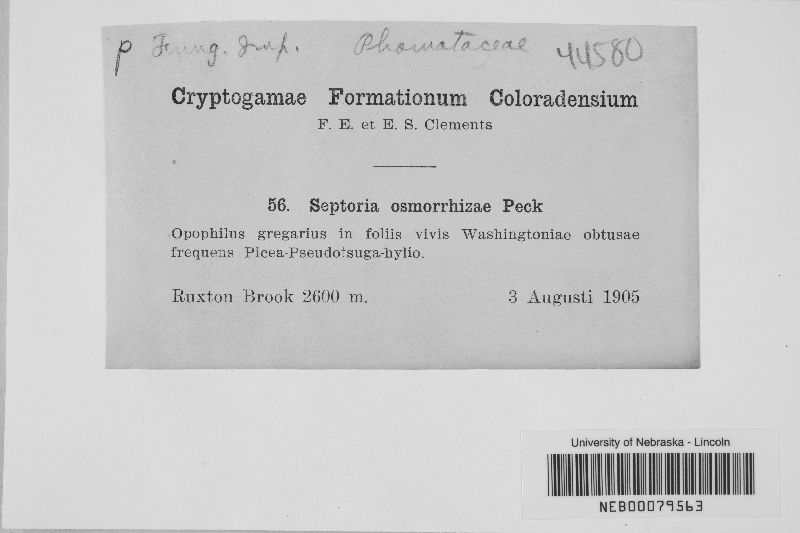 p Fung. Imp. Phomataceae 44580
Cryptogamae Formationum Coloradensium
F. E. et E. S. Clements
56. Septoria osmorrhizae Peck
Opophilus gregarius in foliis vivis Washingtoniae obtusae
frequens Picea-Pseudotsuga-hylio.
Ruxton Brook 2600 m. 3 Augusti 1905
University of Nebraska - Lincoln
NEB00079563